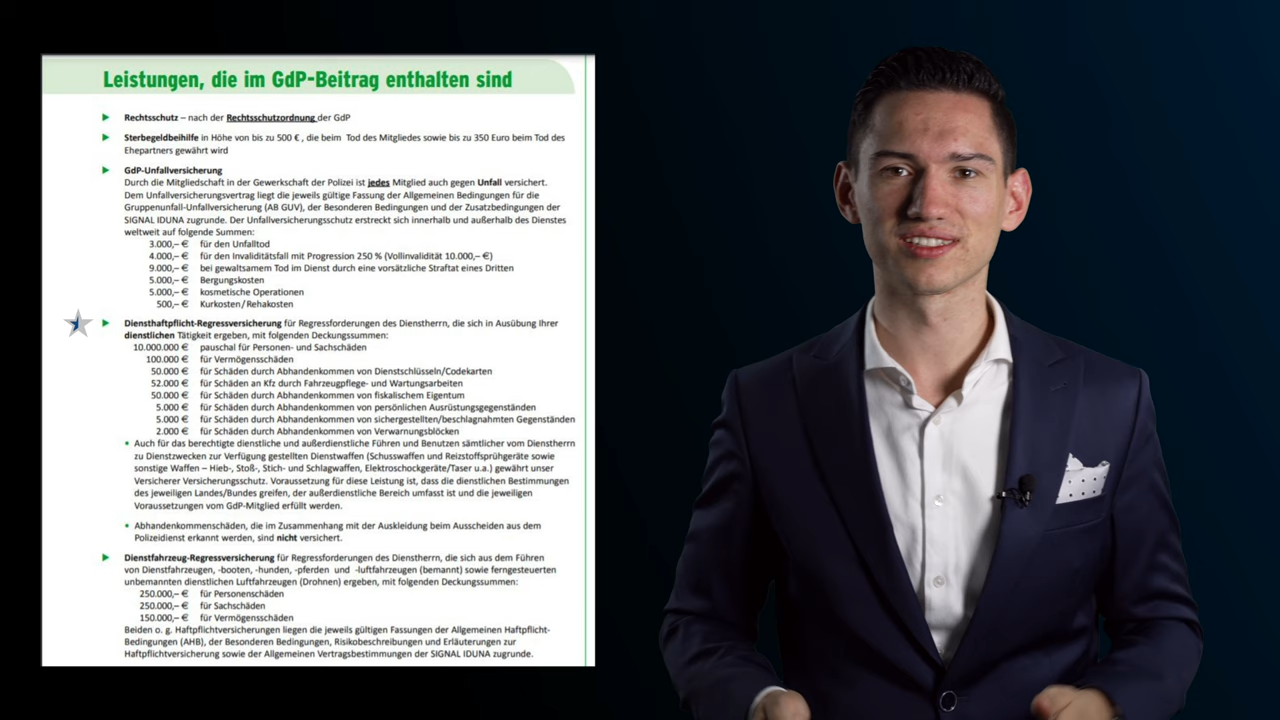 Leistungen, die im GdP-Beitrag enthalten sind
Rechtsschutz – nach der Rechtsschutzordnung der GdP
Sterbegeldbeihilfe in Höhe von bis zu 500 € , die beim Tod des Mitgliedes sowie bis zu 350 Euro beim Tod des
Ehepartners gewährt wird
GdP-Unfallversicherung
Durch die Mitgliedschaft in der Gewerkschaft der Polizei ist jedes Mitglied auch gegen Unfall versichert.
Dem Unfallversicherungsvertrag liegt die jeweils gültige Fassung der Allgemeinen Bedingungen für die
Gruppenunfall-Unfallversicherung (AB GUV), der Besonderen Bedingungen und der Zusatzbedingungen der
SIGNAL IDUNA zugrunde. Der Unfallversicherungsschutz erstreckt sich innerhalb und außerhalb des Dienstes
weltweit auf folgende Summen:
3.000,– € für den Unfalltod
4.000,– € für den Invaliditätsfall mit Progression 250 % (Vollinvalidität 10.000,– €)
9.000,– € bei gewaltsamem Tod im Dienst durch eine vorsätzliche Straftat eines Dritten
5.000,– € Bergungskosten
5.000,– € kosmetische Operationen
500,– € Kurkosten/Rehakosten
Diensthaftpflicht-Regressversicherung für Regressforderungen des Dienstherrn, die sich in Ausübung Ihrer
dienstlichen Tätigkeit ergeben, mit folgenden Deckungssummen:
10.000.000 € pauschal für Personen- und Sachschäden
100.000 € für Vermögensschäden
50.000 € für Schäden durch Abhandenkommen von Dienstschlüsseln/Codekarten
52.000 € für Schäden an Kfz durch Fahrzeugpflege- und Wartungsarbeiten
50.000 € für Schäden durch Abhandenkommen von fiskalischem Eigentum
5.000 € für Schäden durch Abhandenkommen von persönlichen Ausrüstungsgegenständen
5.000 € für Schäden durch Abhandenkommen von sichergestellten/beschlagnahmten Gegenständen
2.000 € für Schäden durch Abhandenkommen von Verwarnungsblöcken
• Auch für das berechtigte dienstliche und außerdienstliche Führen und Benutzen sämtlicher vom Dienstherrn
zu Dienstzwecken zur Verfügung gestellten Dienstwaffen (Schusswaffen und Reizstoffsprühgeräte sowie
sonstige Waffen – Hieb-, Stoß-, Stich- und Schlagwaffen, Elektroschockgeräte/Taser u.a.) gewährt unser
Versicherer Versicherungsschutz. Voraussetzung für diese Leistung ist, dass die dienstlichen Bestimmungen
des jeweiligen Landes/Bundes greifen, der außerdienstliche Bereich umfasst ist und die jeweiligen
Voraussetzungen vom GdP-Mitglied erfüllt werden.
• Abhandenkommenschäden, die im Zusammenhang mit der Auskleidung beim Ausscheiden aus dem
Polizeidienst erkannt werden, sind nicht versichert.
Dienstfahrzeug-Regressversicherung für Regressforderungen des Dienstherrn, die sich aus dem Führen
von Dienstfahrzeugen, -booten, -hunden, -pferden und -luftfahrzeugen (bemannt) sowie ferngesteuerten
unbemannten dienstlichen Luftfahrzeugen (Drohnen) ergeben, mit folgenden Deckungssummen:
250.000,– € für Personenschäden
250.000,– € für Sachschäden
150.000,– € für Vermögensschäden
Beiden o. g. Haftpflichtversicherungen liegen die jeweils gültigen Fassungen der Allgemeinen Haftpflicht-
Bedingungen (AHB), der Besonderen Bedingungen, Risikobeschreibungen und Erläuterungen zur
Haftpflichtversicherung sowie der Allgemeinen Vertragsbestimmungen der SIGNAL IDUNA zugrunde.